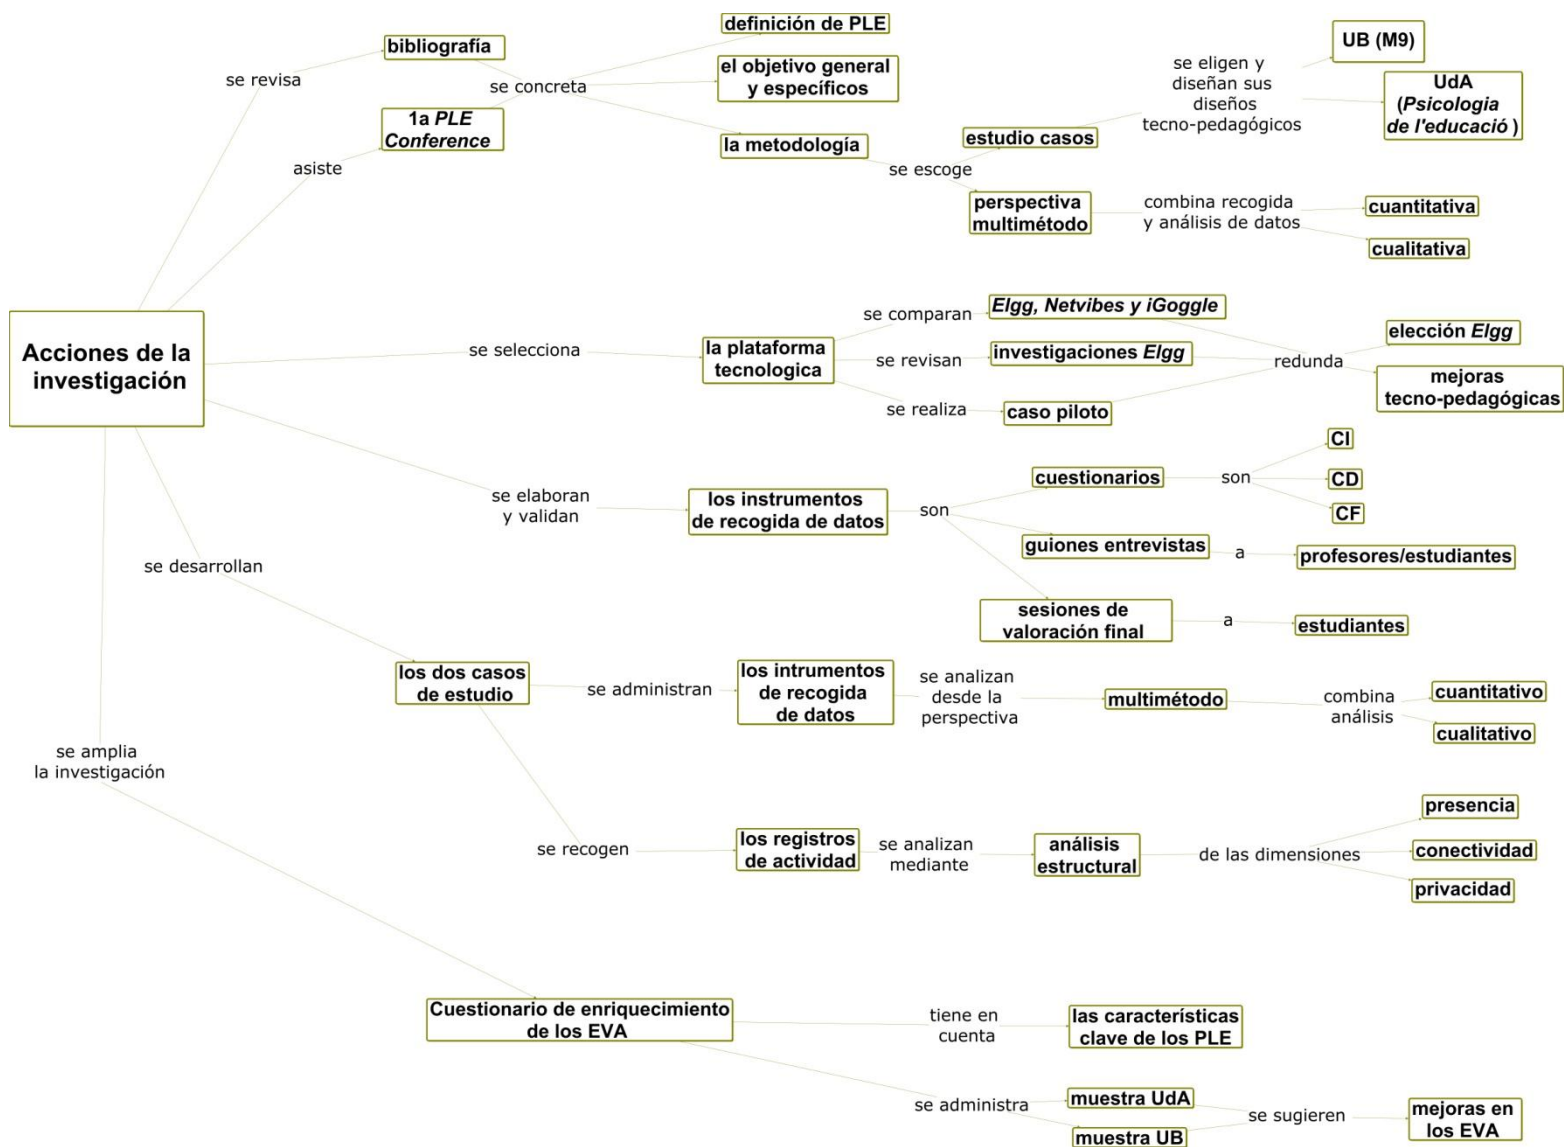 definición de PLE
bibliografía
se revisa
se concreta
el objetivo general
y específicos
1a PLE
Conference
asiste
la metodología
se escoge
estudio casos
se eligen y
diseñan sus
diseños
tecno-pedagógicos
UB (M9)
UdA
(Psicologia
de l'educació )
perspectiva
multimétodo
combina recogida
y análisis de datos
cuantitativa
cualitativa
Acciones de la
investigación
se selecciona
la plataforma
tecnologica
se comparan
Elgg, Netvibes y iGoggle
se revisan
investigaciones Elgg
se realiza
caso piloto
redunda
elección Elgg
mejoras
tecno-pedagógicas
se elaboran
y validan
los instrumentos
de recogida de datos
son
cuestionarios
son
CI
CD
CF
guiones entrevistas
a
profesores/estudiantes
sesiones de
valoración final
a
estudiantes
se desarrollan
los dos casos
de estudio
se administran
los intrumentos
de recogida
de datos
se analizan
desde la
perspectiva
multimétodo
combina
análisis
cuantitativo
cualitativo
se recogen
los registros
de actividad
se analizan
mediante
análisis
estructural
de las dimensiones
presencia
conectividad
privacidad
se amplia
la investigación
Cuestionario de enriquecimiento
de los EVA
tiene en
cuenta
las características
clave de los PLE
se administra
muestra UdA
muestra UB
se sugieren
mejoras en
los EVA